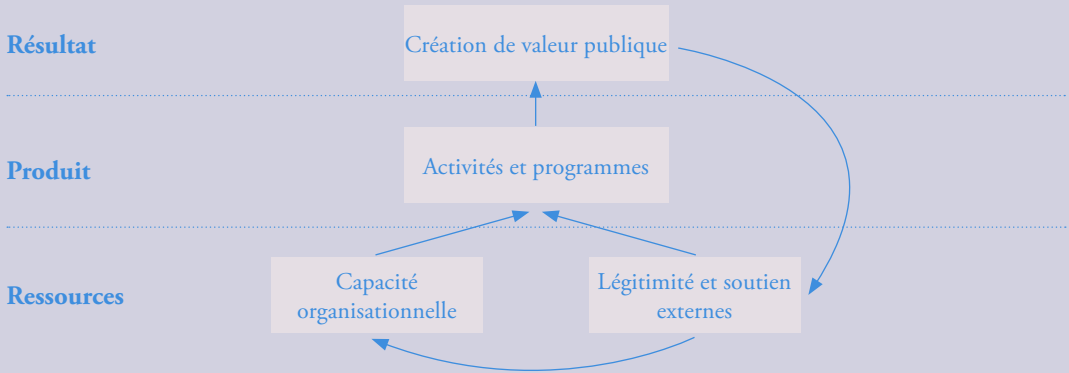 Résultat
Création de valeur publique
Produit
Activités et programmes
Ressources
Capacité
organisationnelle
Légitimité et soutien
externes